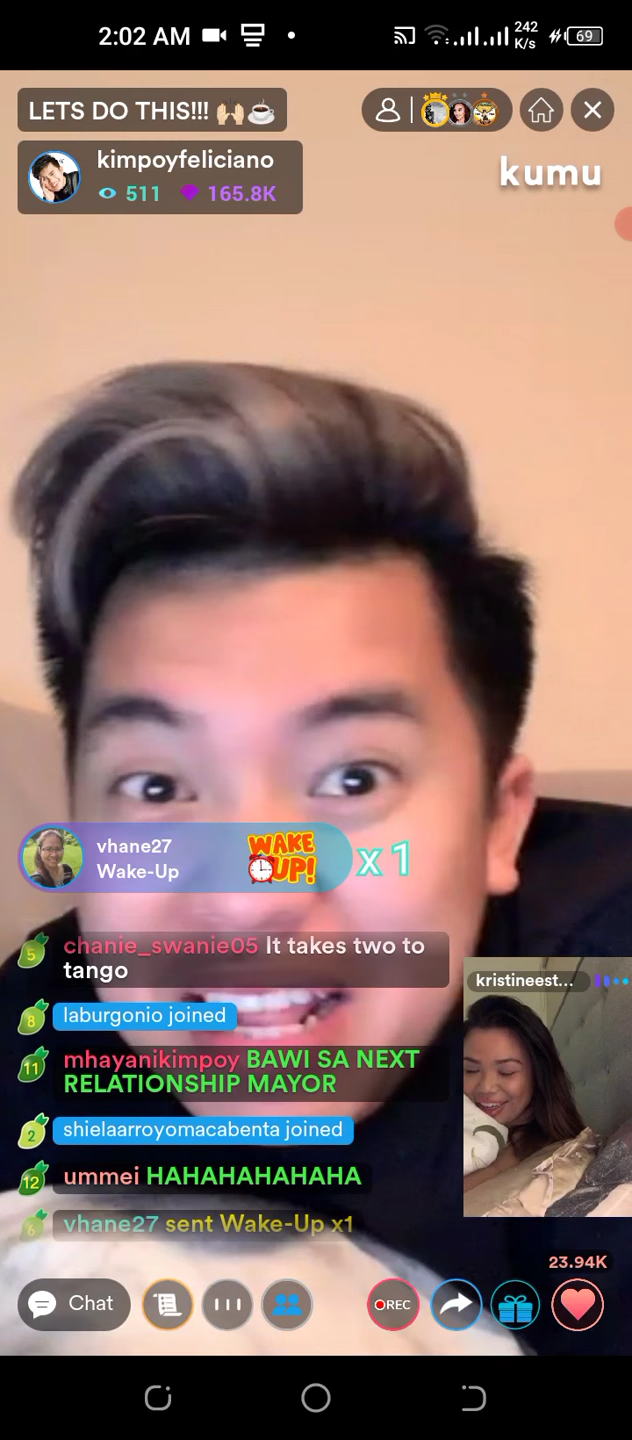 2:02 AM
242
K/s
69
LETS DO THIS!!! 🙌🏻☕
kimpoyfeliciano
511 165.8K
kumu
vhane27
Wake-Up
WAKE
UP!
x 1
5 chanie_swanie05 It takes two to
tango
8 laburgonio joined
11 mhayanikimpoy BAWI SA NEXT
RELATIONSHIP MAYOR
2 shielaarroyomacabenta joined
12 ummei HAHAHAHAHAHA
6 vhane27 sent Wake-Up x1
kristineest...
23.94K
Chat
REC